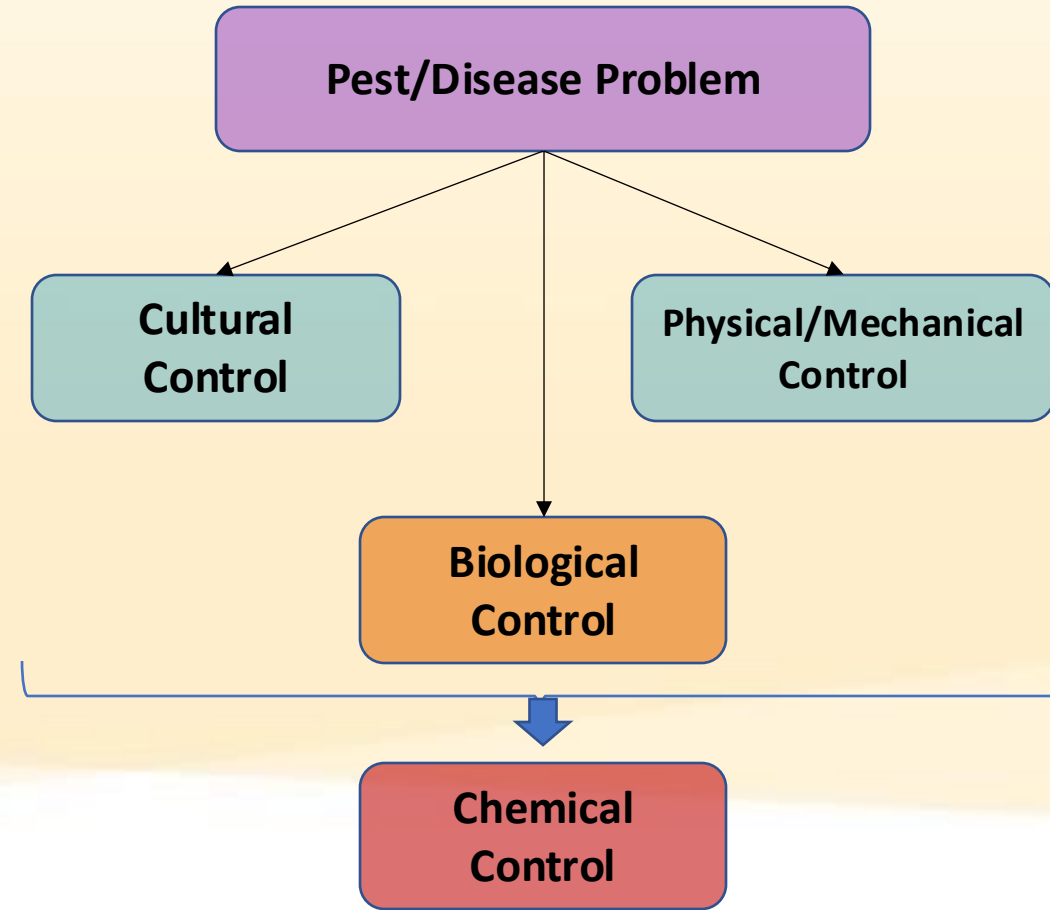 Pest/Disease Problem
Cultural
Control
Physical/Mechanical
Control
Biological
Control
Chemical
Control